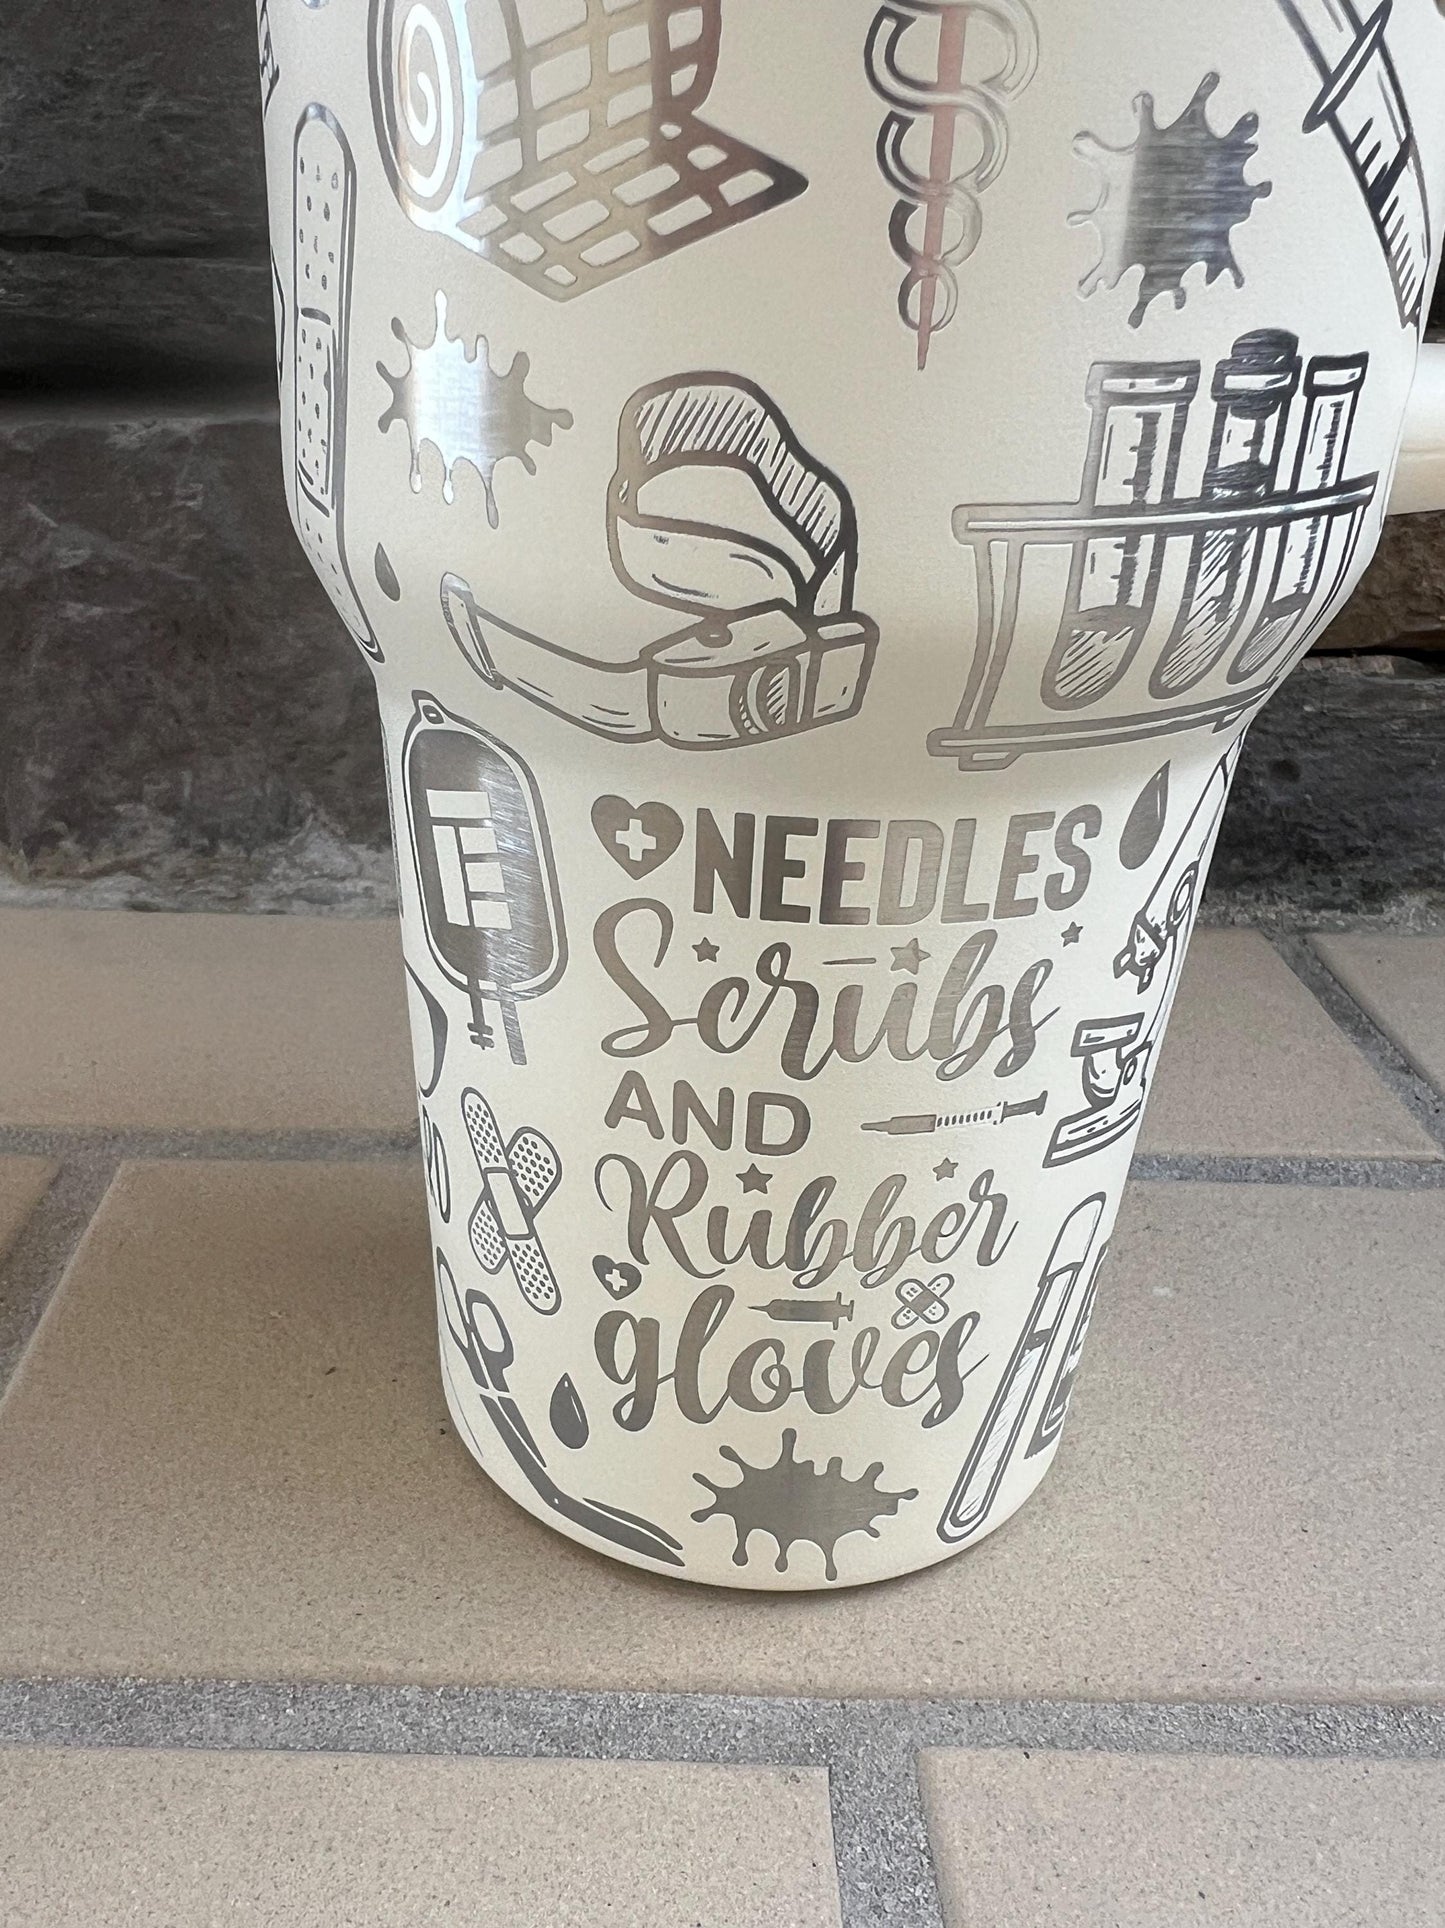 NEEDLES
Scrubs
AND
Rubber
gloves